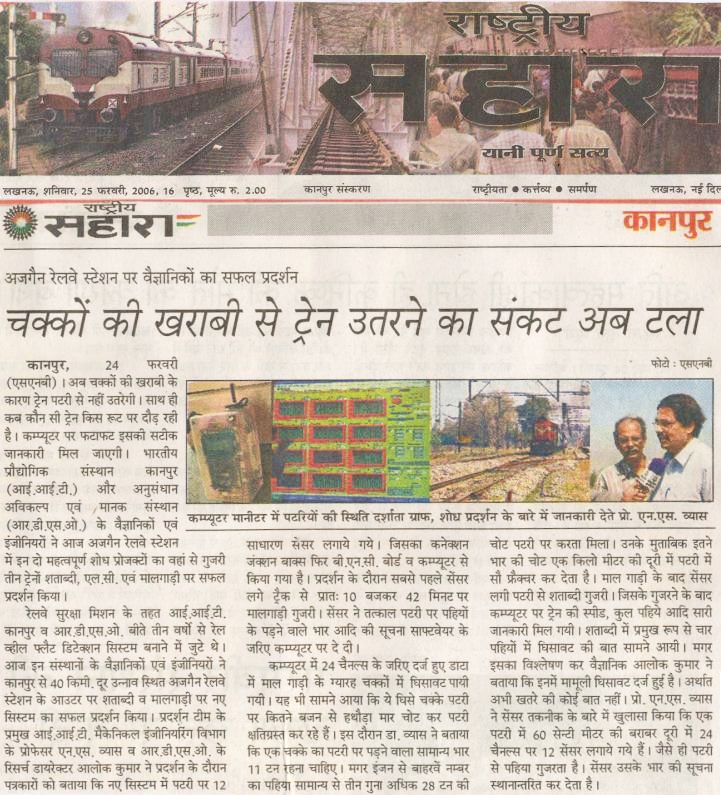 राष्ट्रीय
सहारा
यानी पूर्ण सत्य
लखनऊ, शनिवार, 25 फरवरी, 2006, 16 पृष्ठ, मूल्य रु. 2.00
कानपुर संस्करण
राष्ट्रीयता ● कर्त्तव्य ● समर्पण
लखनऊ, नई दिल
राष्ट्रीय
सहारा
कानपुर
अजगैन रेलवे स्टेशन पर वैज्ञानिकों का सफल प्रदर्शन
चक्कों की खराबी से ट्रेन उतरने का संकट अब टला
फोटो : एसएनबी
कानपुर, 24 फरवरी
(एसएनबी)। अब चक्कों की खराबी के
कारण ट्रेन पटरी से नहीं उतरेगी। साथ ही
कब कौन सी ट्रेन किस रूट पर दौड़ रही
है। कम्प्यूटर पर फटाफट इसकी सटीक
जानकारी मिल जाएगी। भारतीय
प्रौद्योगिक संस्थान कानपुर
(आई.आई.टी.) और अनुसंधान
अविकल्प एवं मानक संस्थान
(आर.डी.एस.ओ.) के वैज्ञानिकों एवं
इंजीनियरों ने आज अजगैन रेलवे स्टेशन
में इन दो महत्वपूर्ण शोध प्रोजक्टों का वहां से गुजरी
तीन ट्रेनों शताब्दी, एल.सी. एवं मालगाड़ी पर सफल
प्रदर्शन किया।
रेलवे सुरक्षा मिशन के तहत आई.आई.टी.
कानपुर व आर.डी.एस.ओ. बीते तीन वर्षो से रेल
व्हील फ्लैट डिटेक्शन सिस्टम बनाने में जुटे थे।
आज इन संस्थानों के वैज्ञानिकों एवं इंजीनियरों ने
कानपुर से 40 किमी. दूर उन्नाव स्थित अजगैन रेलवे
स्टेशन के आउटर पर शताब्दी व मालगाड़ी पर नए
सिस्टम का सफल प्रदर्शन किया। प्रदर्शन टीम के
प्रमुख आई.आई.टी. मैकेनिकल इंजीनियरिंग विभाग
के प्रोफेसर एन.एस. व्यास व आर.डी.एस.ओ. के
रिसर्च डायरेक्टर आलोक कुमार ने प्रदर्शन के दौरान
पत्रकारों को बताया कि नए सिस्टम में पटरी पर 12
कम्प्यूटर मानीटर में पटरियों की स्थिति दर्शाता ग्राफ, शोध प्रदर्शन के बारे में जानकारी देते प्रो. एन.एस. व्यास
साधारण सेंसर लगाये गये। जिसका कनेक्शन
जंक्शन बाक्स फिर बी.एन.सी. बोर्ड व कम्प्यूटर से
किया गया है। प्रदर्शन के दौरान सबसे पहले सेंसर
लगे ट्रैक से प्रातः 10 बजकर 42 मिनट पर
मालगाड़ी गुजरी। सेंसर ने तत्काल पटरी पर पहियों
के पड़ने वाले भार आदि की सूचना साफ्टवेयर के
जरिए कम्प्यूटर पर दे दी।
कम्प्यूटर में 24 चैनल्स के जरिए दर्ज हुए डाटा
में माल गाड़ी के ग्यारह चक्कों में घिसावट पायी
गयी। यह भी सामने आया कि ये घिसे चक्के पटरी
पर कितने बजन से हथौड़ा मार चोट कर पटरी
क्षतिग्रस्त कर रहे हैं। इस दौरान डा. व्यास ने बताया
कि एक चक्के का पटरी पर पड़ने वाला सामान्य भार
11 टन रहना चाहिए। मगर इंजन से बाहरवें नम्बर
का पहिया सामान्य से तीन गुना अधिक 28 टन की
चोट पटरी पर करता मिला। उनके मुताबिक इतने
भार की चोट एक किलो मीटर की दूरी में पटरी में
सौ फ्रैक्चर कर देता है। माल गाड़ी के बाद सेंसर
लगी पटरी से शताब्दी गुजरी। जिसके गुजरने के बाद
कम्प्यूटर पर ट्रेन की स्पीड, कुल पहिये आदि सारी
जानकारी मिल गयी। शताब्दी में प्रमुख रूप से चार
पहियों में घिसावट की बात सामने आयी। मगर
इसका विश्लेषण कर वैज्ञानिक आलोक कुमार ने
बताया कि इनमें मामूली घिसावट दर्ज हुई है। अर्थात
अभी खतरे की कोई बात नहीं। प्रो. एन.एस. व्यास
ने सेंसर तकनीक के बारे में खुलासा किया कि एक
पटरी में 60 सेन्टी मीटर की बराबर दूरी में 24
चैनल्स पर 12 सेंसर लगाये गये हैं। जैसे ही पटरी
से पहिया गुजरता है। सेंसर उसके भार की सूचना
स्थानान्तरित कर देता है।